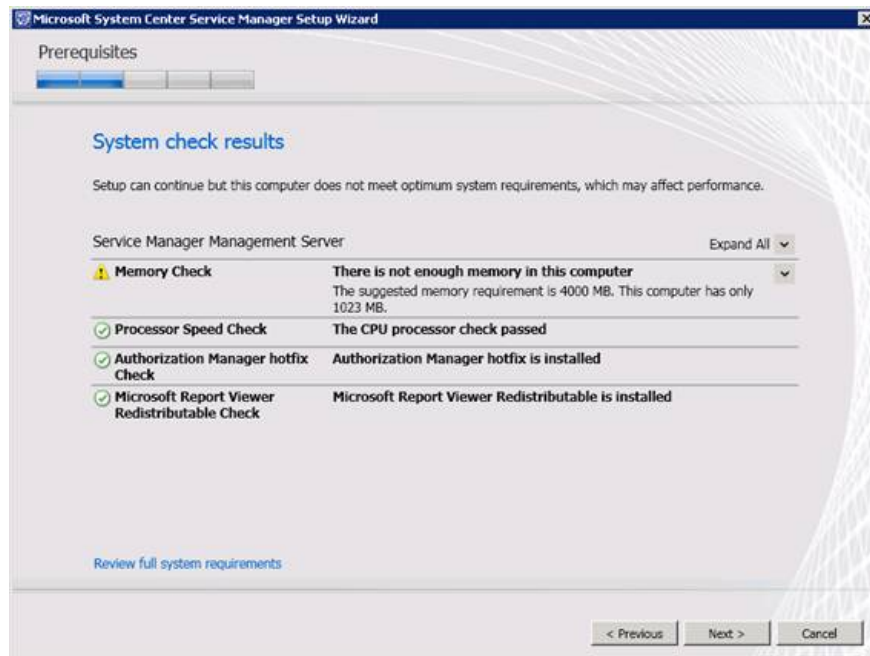 Microsoft System Center Service Manager Setup Wizard
Prerequisites
System check results
Setup can continue but this computer does not meet optimum system requirements, which may affect performance.
Service Manager Management Server
Expand All
Memory Check
There is not enough memory in this computer
The suggested memory requirement is 4000 MB. This computer has only
1023 MB.
Processor Speed Check
The CPU processor check passed
Authorization Manager hotfix
Check
Authorization Manager hotfix is installed
Microsoft Report Viewer
Redistributable Check
Microsoft Report Viewer Redistributable is installed
Review full system requirements
< Previous
Next >
Cancel